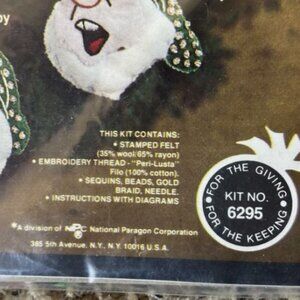 by
THIS KIT CONTAINS:
• STAMPED FELT
(35% wool/65% rayon)
• EMBROIDERY THREAD - "Peri-Lusta"
Filo (100% cotton).
• SEQUINS, BEADS, GOLD
BRAID, NEEDLE.
• INSTRUCTIONS WITH DIAGRAMS
FOR THE GIVING
KIT NO.
6295
FOR THE KEEPING
*A division of NPC National Paragon Corporation
385 5th Avenue, N.Y., N.Y. 10016 U.S.A.